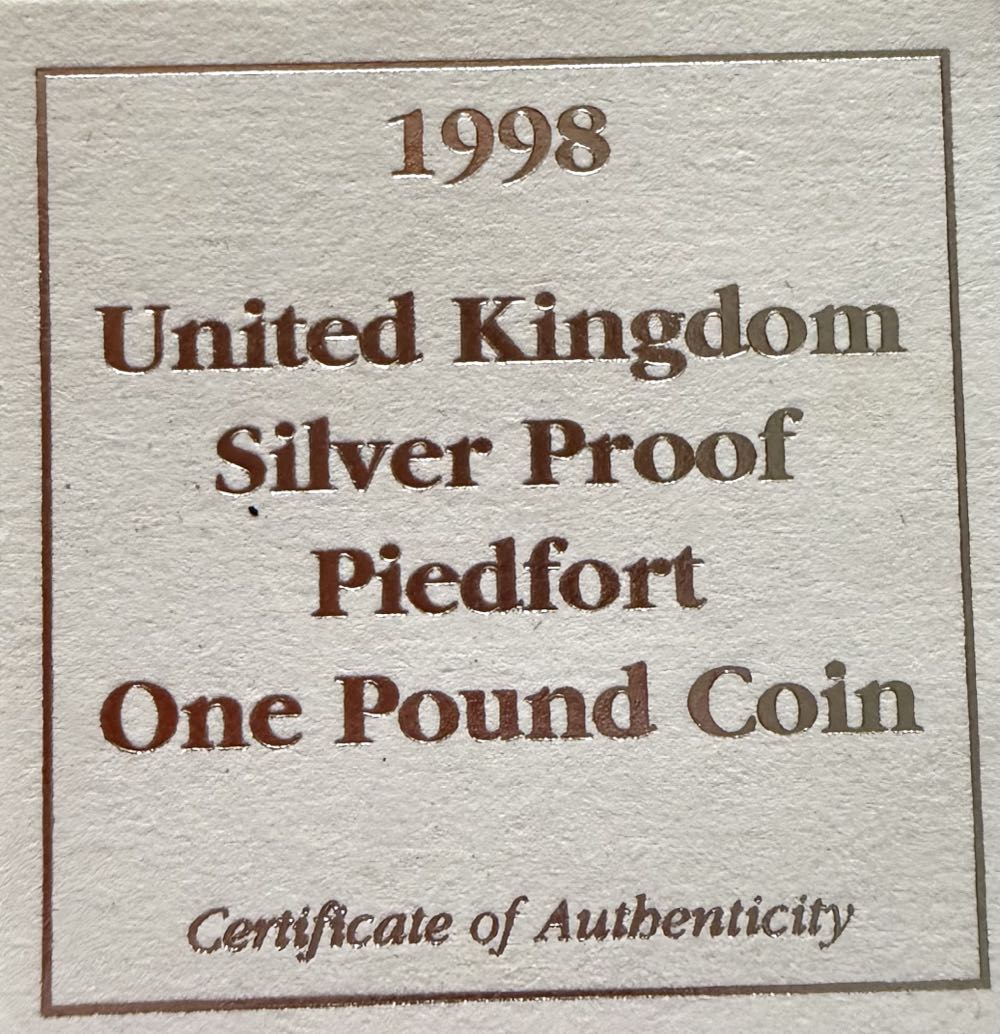 1998
United Kingdom
Silver Proof
Piedfort
One Pound Coin
Certificate of Authenticity